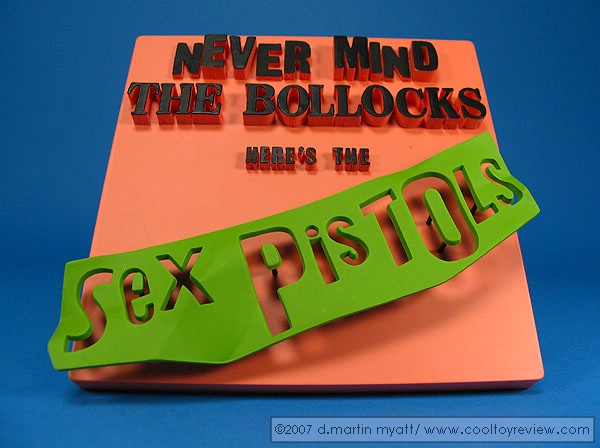 NEVER MIND
THE BOLLOCKS
HERE'S THE
Sex PisTOLS
©2007 d.martin myatt/ www.cooltoyreview.com